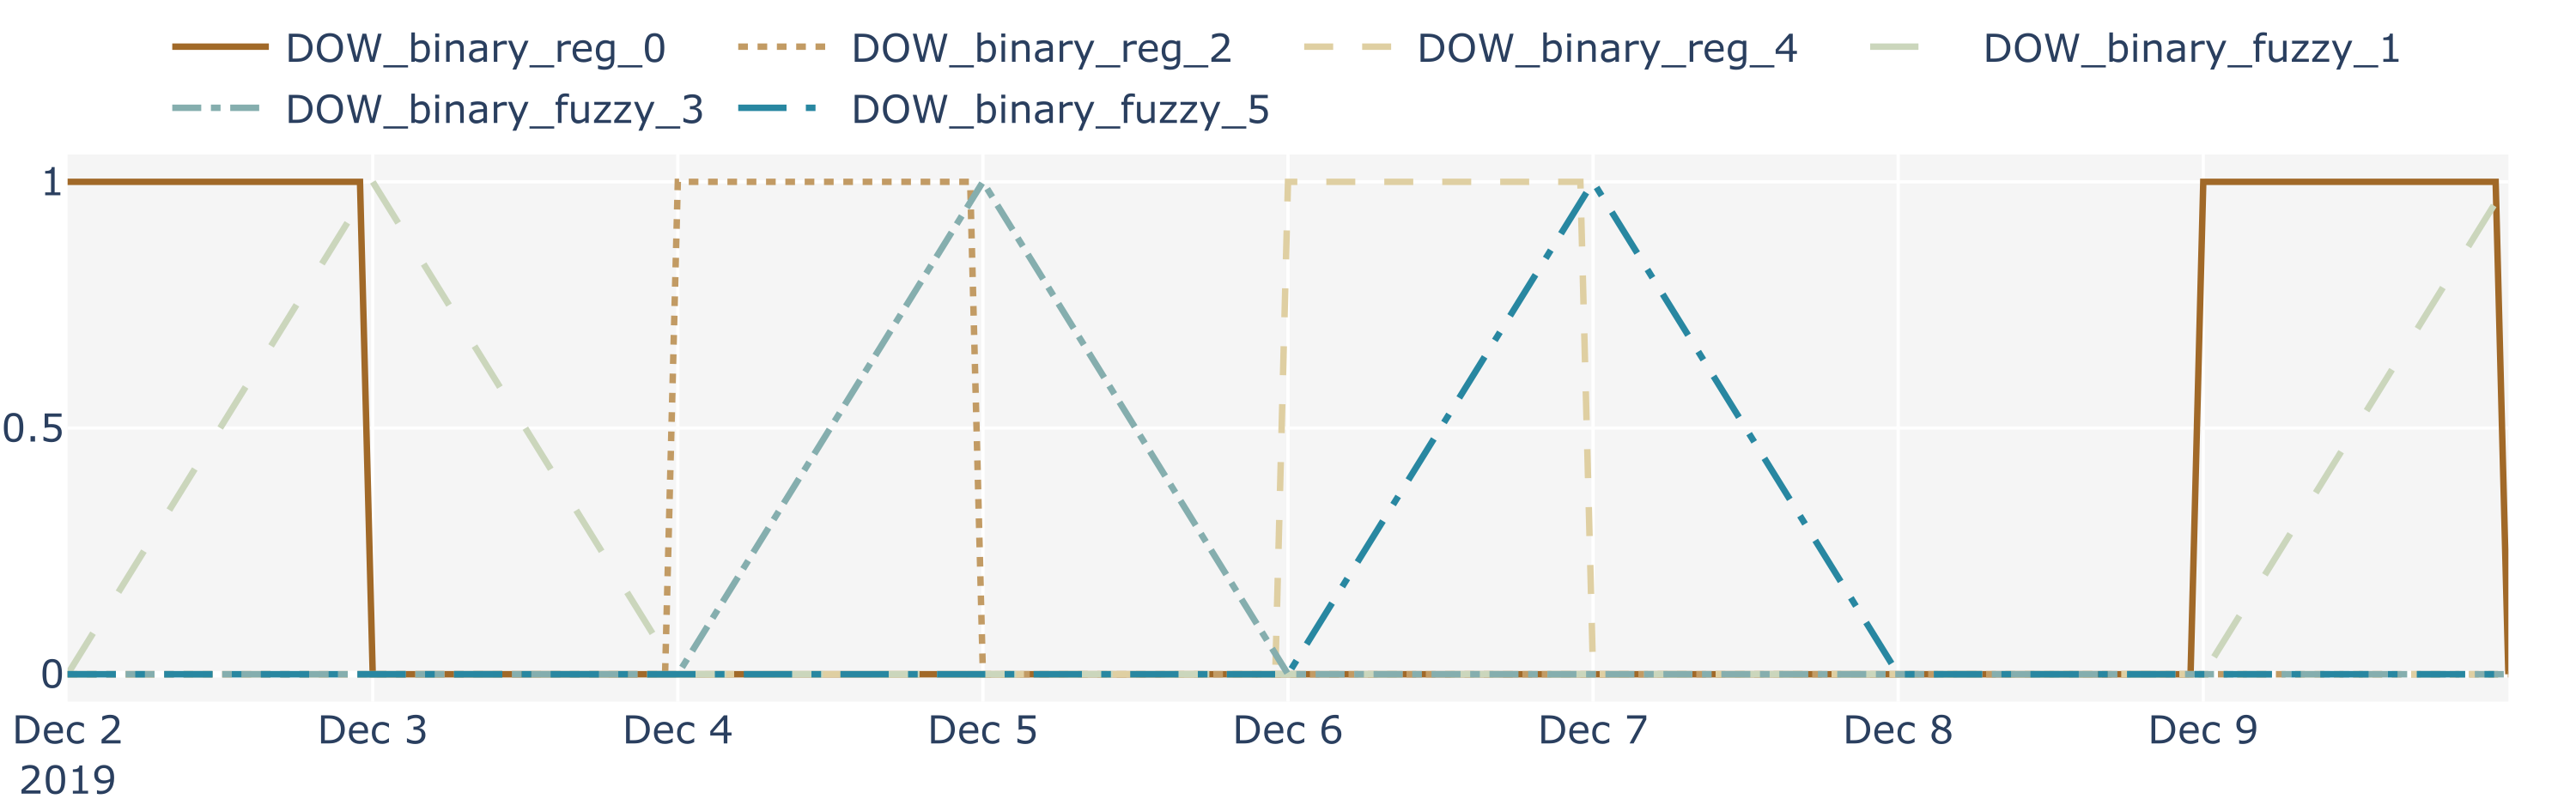 DOW_binary_reg_0 DOW_binary_reg_2 DOW_binary_reg_4 DOW_binary_fuzzy_1
DOW_binary_fuzzy_3 DOW_binary_fuzzy_5
1
0.5
0
Dec 2 Dec 3 Dec 4 Dec 5 Dec 6 Dec 7 Dec 8 Dec 9
2019